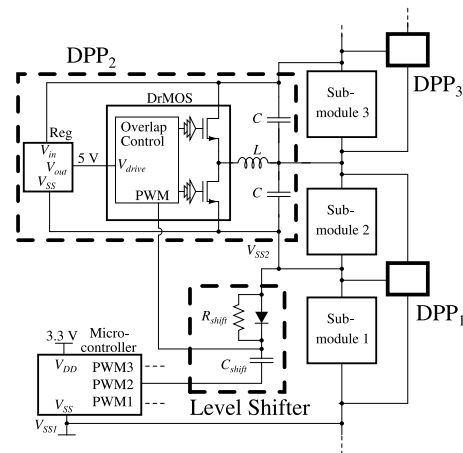 DPP2
DPP3
DrMOS
Reg
Overlap
Control
Vin
Vout
VSS
5 V
Vdrive
PWM
C
L
C
VSS2
Sub-
module 3
Sub-
module 2
Sub-
module 1
DPP1
Rshift
Cshift
Level Shifter
3.3 V
Micro-
controller
VDD
PWM3
PWM2
PWM1
VSS
VSS1